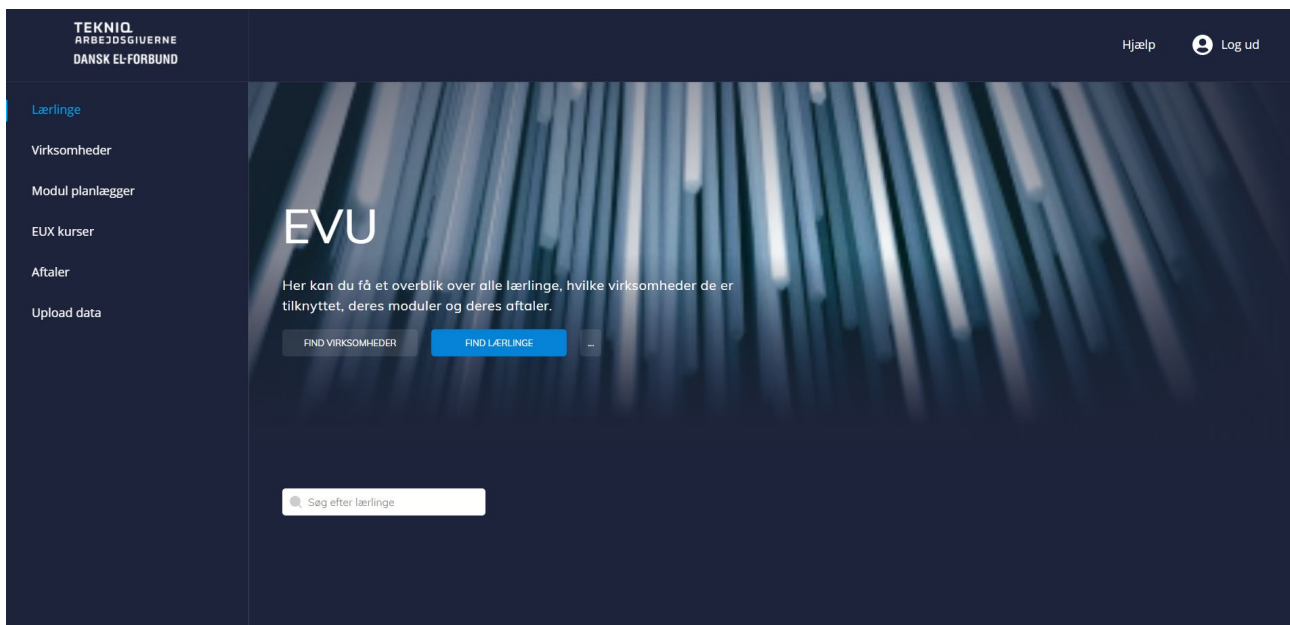 TEKNIQ
ARBEJDSGIVERNE
DANSK EL-FORBUND
Hjælp
Log ud
Lærlinge
Virksomheder
Modul planlægger
EUX kurser
Aftaler
Upload data
EVU
Her kan du få et overblik over alle lærlinge, hvilke virksomheder de er
tilknyttet, deres moduler og deres aftaler.
FIND VIRKSOMHEDER
FIND LÆRLINGE
...
Søg efter lærlinge